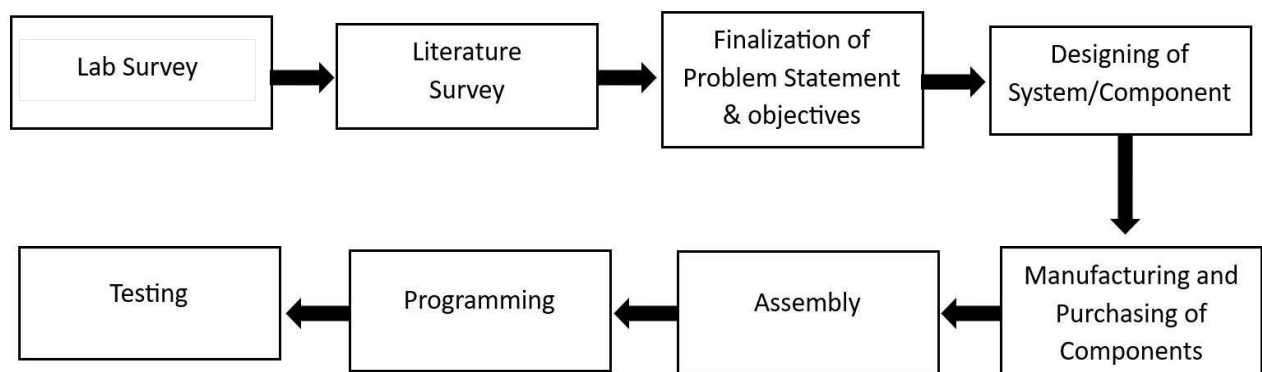 Lab Survey
Literature
Survey
Finalization of
Problem Statement
& objectives
Designing of
System/Component
Manufacturing and
Purchasing of
Components
Assembly
Programming
Testing